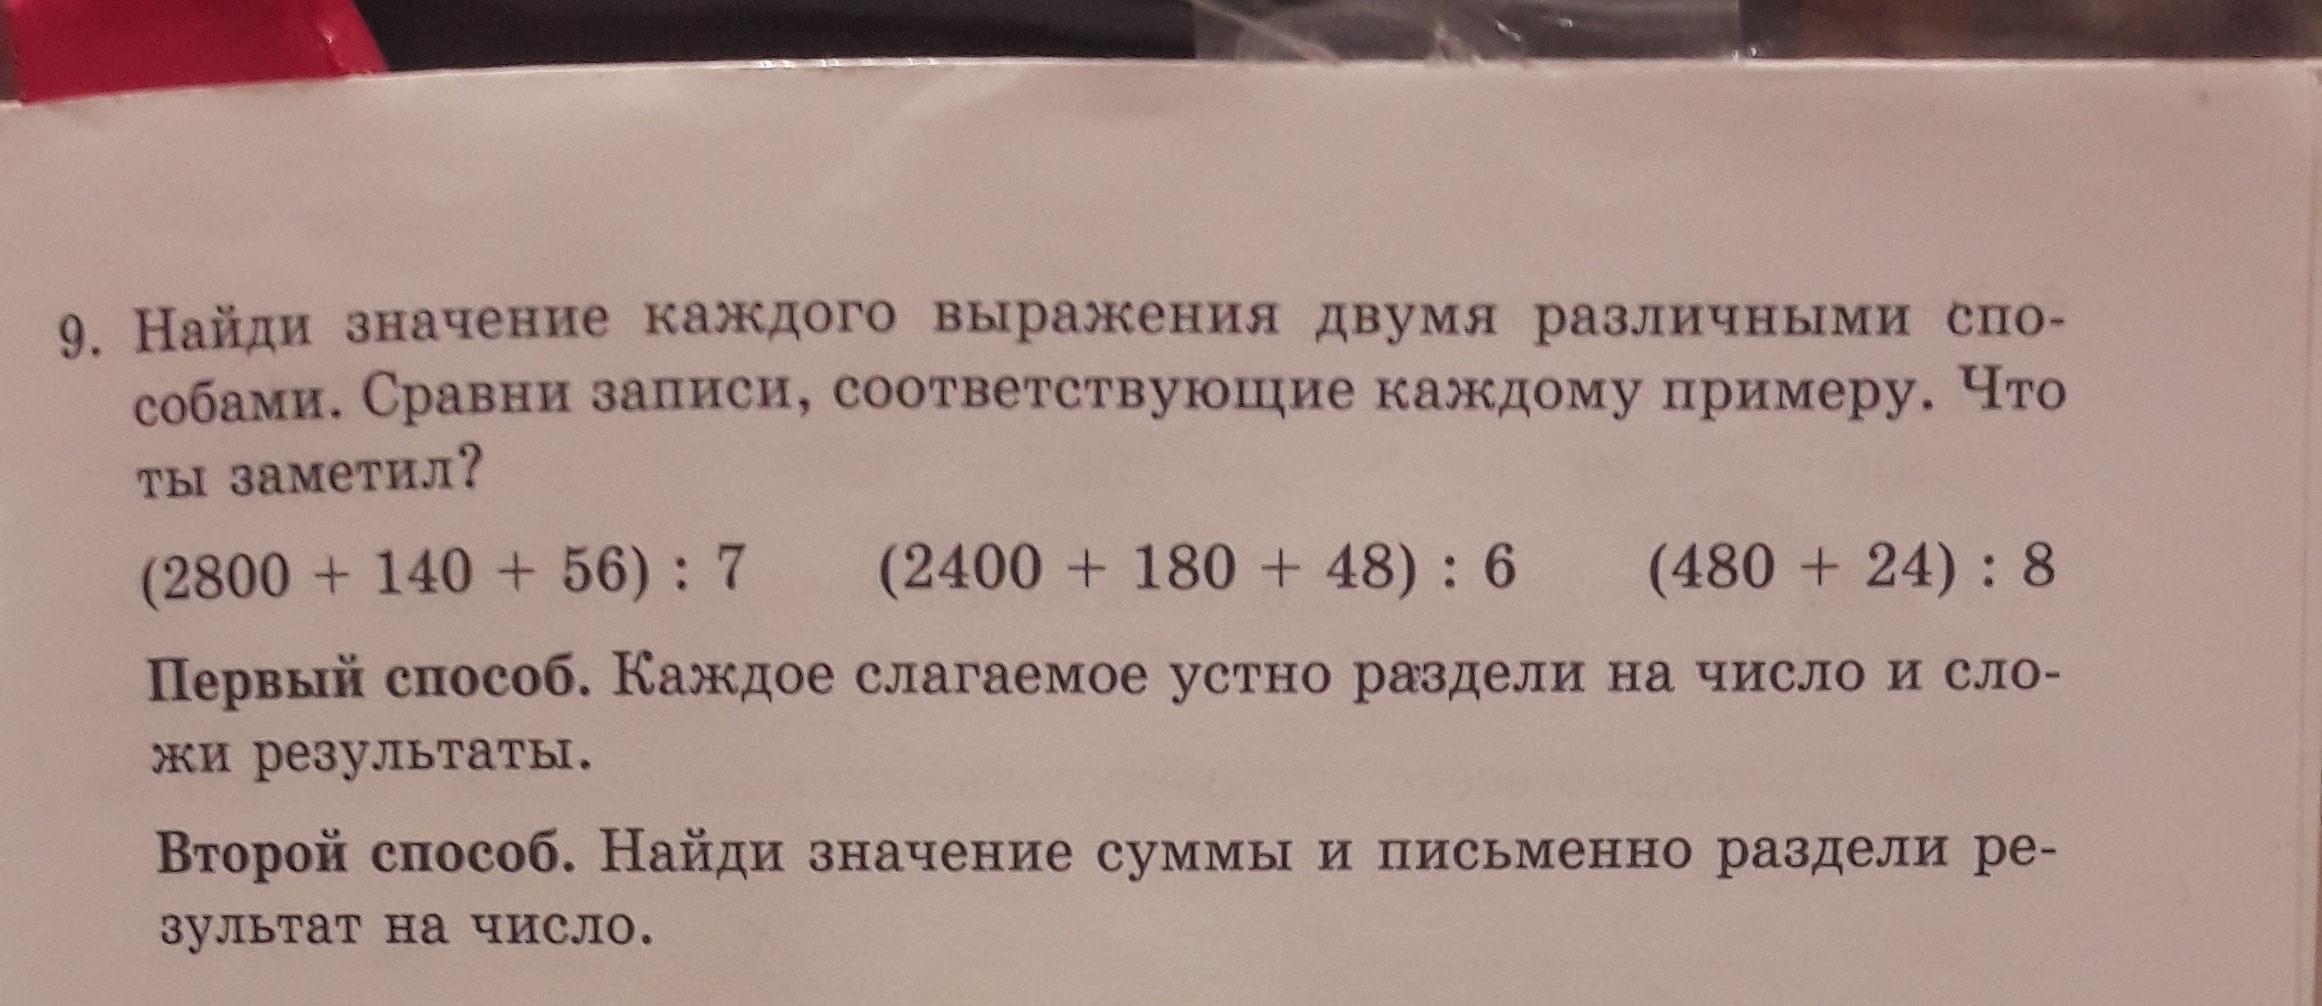 9. Найди значение каждого выражения двумя различными спо-
собами. Сравни записи, соответствующие каждому примеру. Что
ты заметил?
(2800 + 140 + 56) : 7 (2400 + 180 + 48) : 6 (480 + 24) : 8
Первый способ. Каждое слагаемое устно раздели на число и сло-
жи результаты.
Второй способ. Найди значение суммы и письменно раздели ре-
зультат на число.